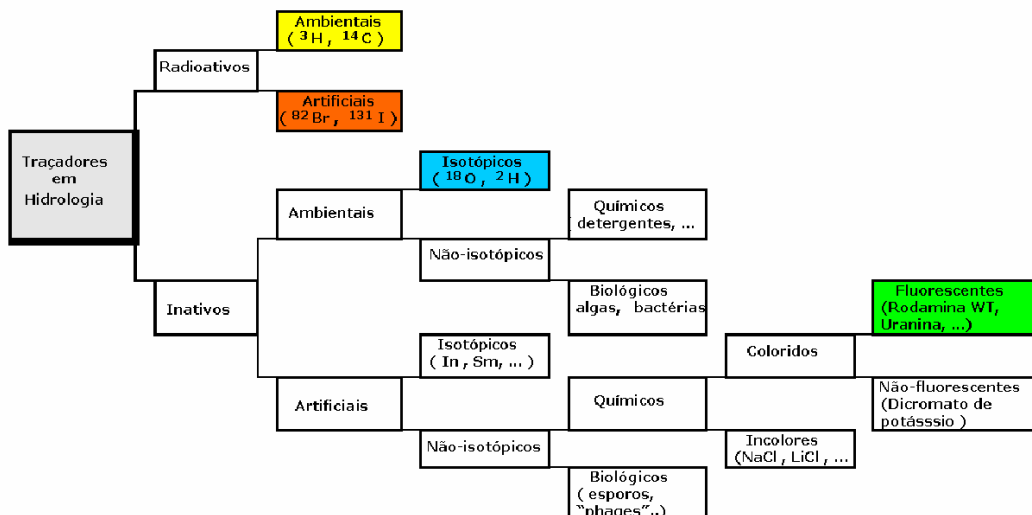 Ambientais
( ³H, ¹⁴C )
Radioativos
Artificiais
( ⁸²Br, ¹³¹I )
Traçadores
em
Hidrologia
Isotópicos
( ¹⁸O, ²H )
Ambientais
Químicos
detergentes, ...
Não-isotópicos
Biológicos
algas, bactérias
Inativos
Fluorescentes
(Rodamina WT,
Uranina, ...)
Isotópicos
( In, Sm, ... )
Coloridos
Artificiais
Químicos
Não-fluorescentes
(Dicromato de
potásssio )
Não-isotópicos
Incolores
(NaCl, LiCl, ...
Biológicos
( esporos,
"phages"..)